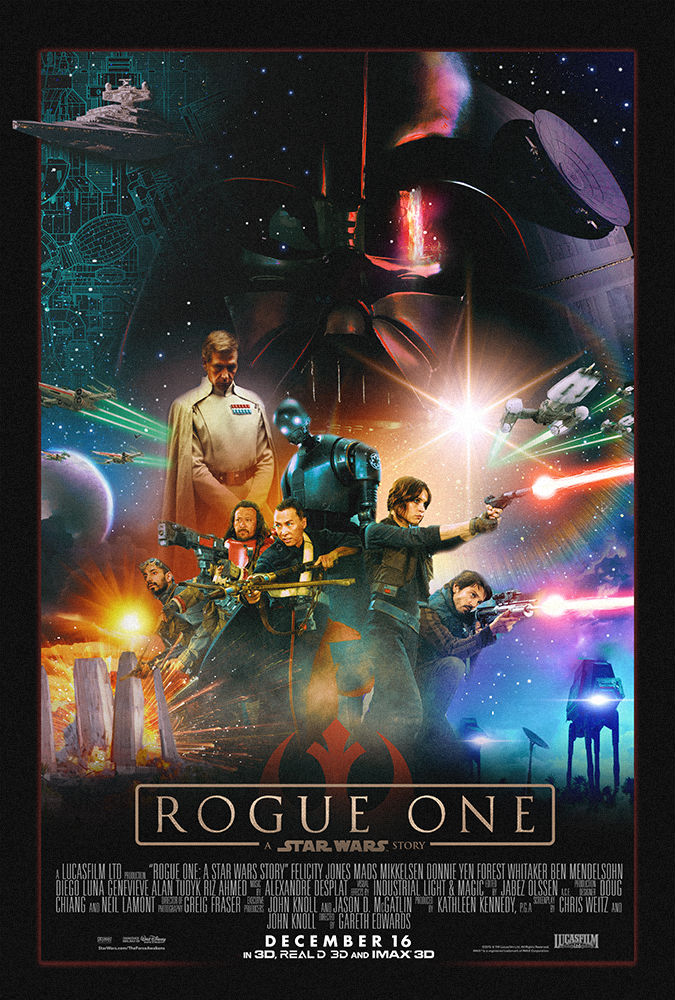 ROGUE ONE
A STAR WARS STORY
A LUCASFILM LTD PRODUCTION "ROGUE ONE: A STAR WARS STORY" FELICITY JONES MADS MIKKELSEN DONNIE YEN FOREST WHITAKER BEN MENDELSOHN
DIEGO LUNA GENEVIEVE ALAN TUDYK RIZ AHMED MUSIC BY ALEXANDRE DESPLAT VISUAL EFFECTS BY INDUSTRIAL LIGHT & MAGIC EDITED BY JABEZ OLSSEN A.C.E. PRODUCTION DESIGNER DOUG
CHIANG AND NEIL LAMONT DIRECTOR OF PHOTOGRAPHY GREIG FRASER EXECUTIVE PRODUCERS JOHN KNOLL AND JASON D. McGATLIN PRODUCED BY KATHLEEN KENNEDY, P.G.A SCREENPLAY BY CHRIS WEITZ AND
JOHN KNOLL DIRECTED BY GARETH EDWARDS
DECEMBER 16
IN 3D, REAL D 3D AND IMAX 3D
StarWars.com/TheForceAwakens
LUCASFILM